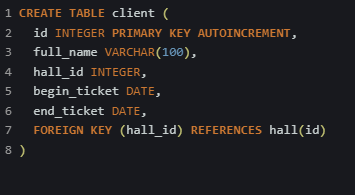 1 CREATE TABLE client (
2 id INTEGER PRIMARY KEY AUTOINCREMENT,
3 full_name VARCHAR(100),
4 hall_id INTEGER,
5 begin_ticket DATE,
6 end_ticket DATE,
7 FOREIGN KEY (hall_id) REFERENCES hall(id)
8 )